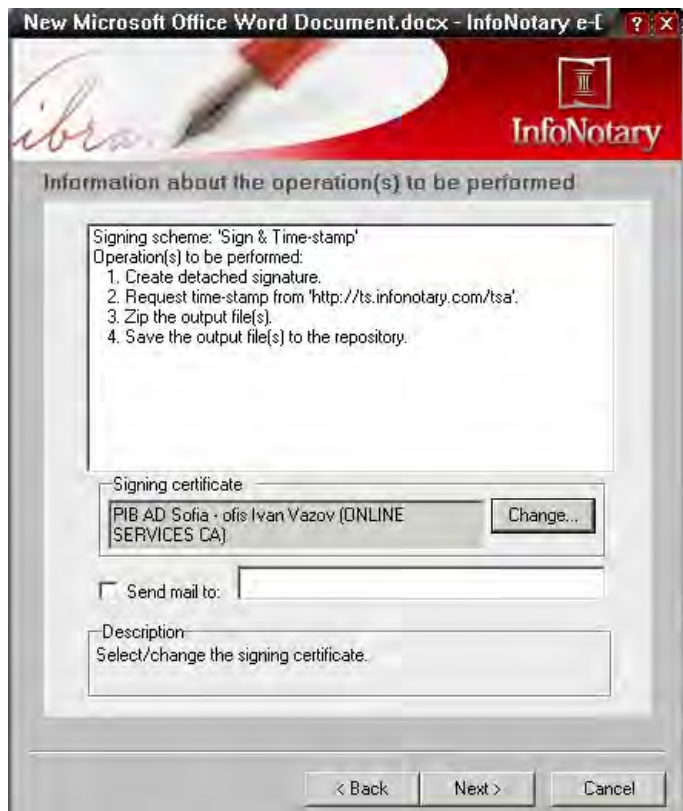 New Microsoft Office Word Document.docx - InfoNotary e-D
InfoNotary
Information about the operation(s) to be performed
Signing scheme: 'Sign & Time-stamp'
Operation(s) to be performed:
1. Create detached signature.
2. Request time-stamp from 'http://ts.infonotary.com/tsa'.
3. Zip the output file(s).
4. Save the output file(s) to the repository.
Signing certificate
PIB AD Sofia - ofis Ivan Vazov (ONLINE
SERVICES CA)
Change...
Send mail to:
Description
Select/change the signing certificate.
< Back
Next >
Cancel